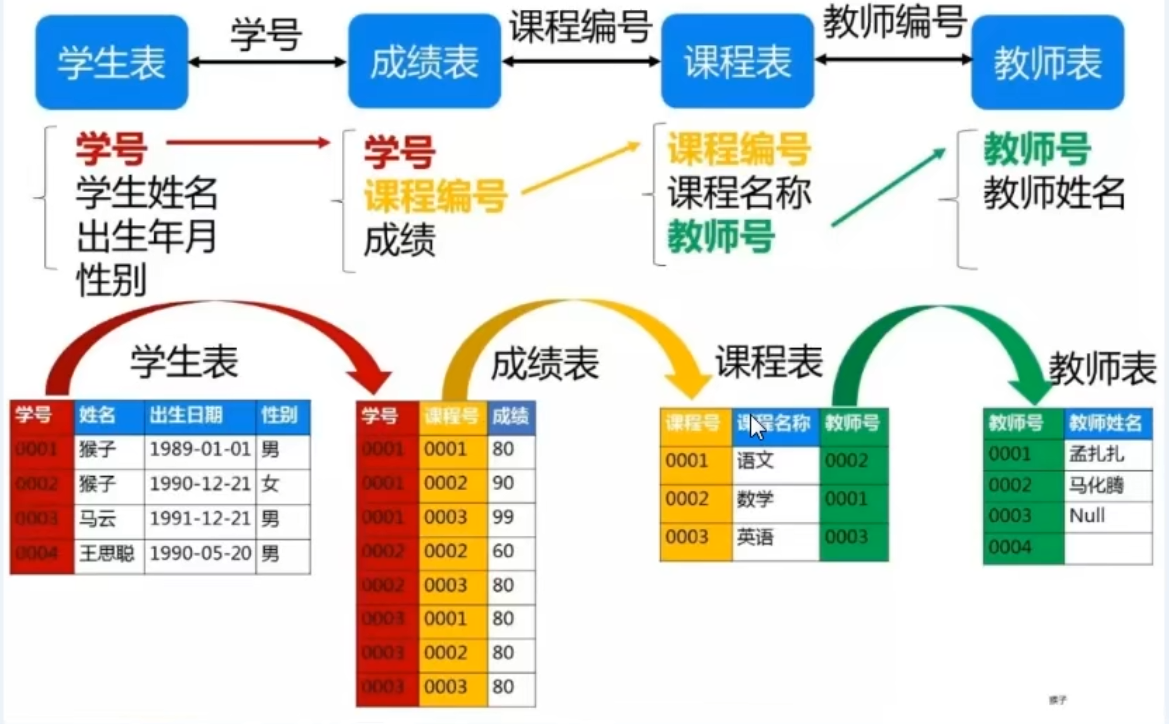 学生表 学号 成绩表 课程编号 课程表 教师编号 教师表
学号
学生姓名
出生年月
性别
学号
课程编号
成绩
课程编号
课程名称
教师号
教师号
教师姓名
学生表
学号 姓名 出生日期 性别
0001 猴子 1989-01-01 男
0002 猴子 1990-12-21 女
0003 马云 1991-12-21 男
0004 王思聪 1990-05-20 男
成绩表
学号 课程号 成绩
0001 0001 80
0001 0002 90
0001 0003 99
0002 0002 60
0002 0003 80
0003 0001 80
0003 0002 80
0003 0003 80
课程表
课程号 课程名称 教师号
0001 语文 0002
0002 数学 0001
0003 英语 0003
教师表
教师号 教师姓名
0001 孟扎扎
0002 马化腾
0003 Null
0004
猴子